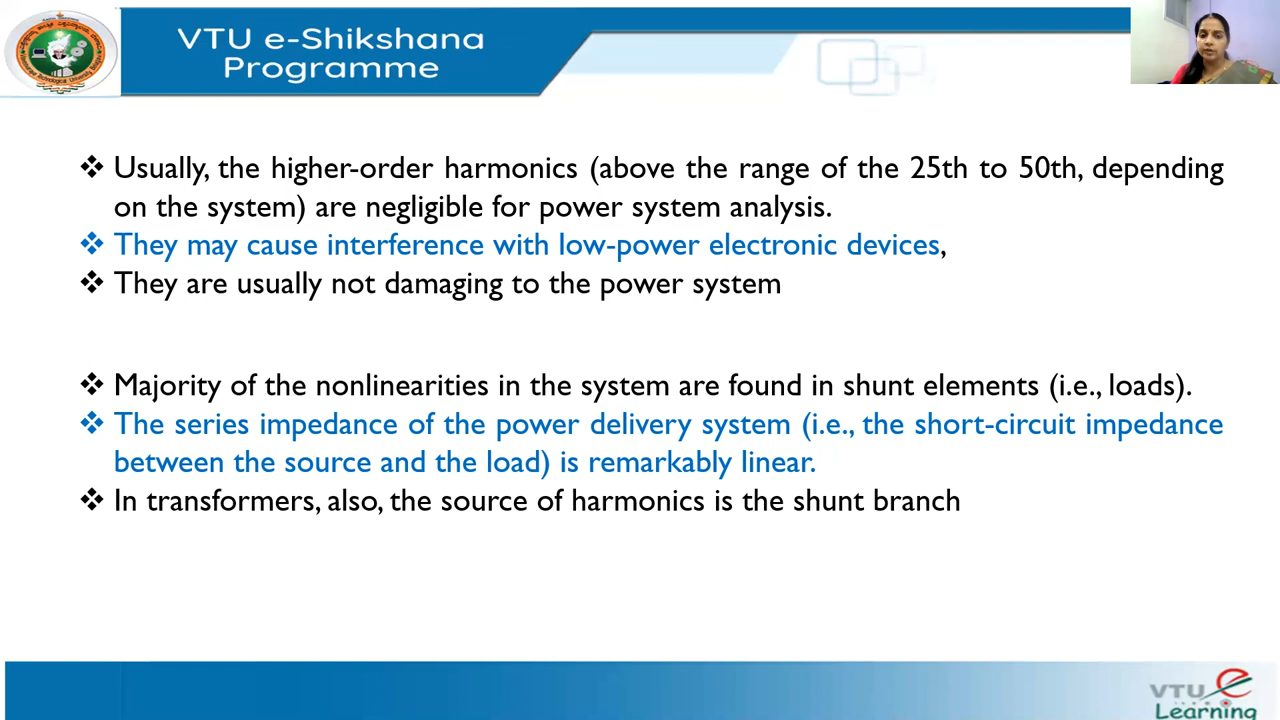 VTU e-Shikshana
Programme
❖ Usually, the higher-order harmonics (above the range of the 25th to 50th, depending
on the system) are negligible for power system analysis.
❖ They may cause interference with low-power electronic devices,
❖ They are usually not damaging to the power system
❖ Majority of the nonlinearities in the system are found in shunt elements (i.e., loads).
❖ The series impedance of the power delivery system (i.e., the short-circuit impedance
between the source and the load) is remarkably linear.
❖ In transformers, also, the source of harmonics is the shunt branch
VTU e
Learning